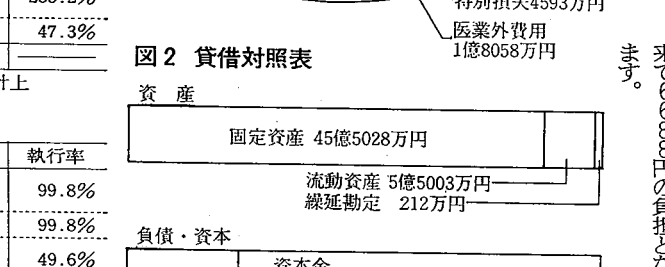 47.3%
計上
執行率
99.8%
99.8%
49.6%
特別損失4593万円
医業外費用
1億8058万円
図2 貸借対照表
資 産
固定資産 45億5028万円
流動資産 5億5003万円
繰延勘定 212万円
負債・資本
資本金
ます。